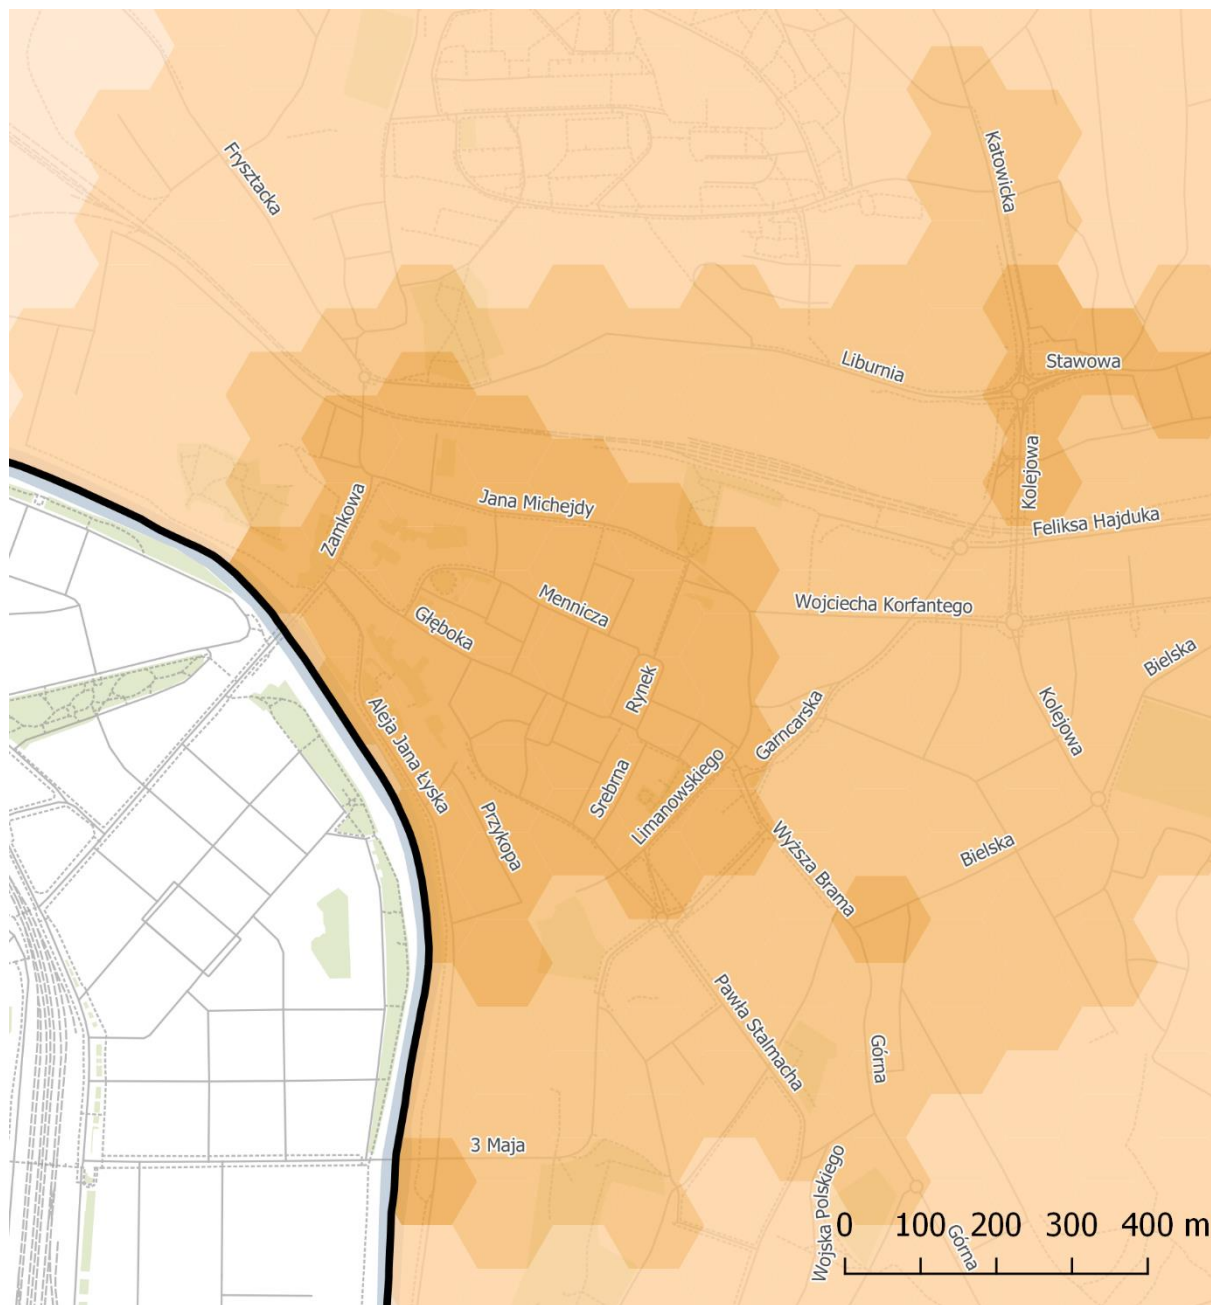 Frysztacka
Katowicka
Liburnia
Stawowa
Kolejowa
Zamkowa
Jana Michejdy
Feliksa Hajduka
Mennicza
Wojciecha Korfantego
Głęboka
Bielska
Rynek
Aleja Jana Łyska
Garncarska
Kolejowa
Srebrna
Limanowskiego
Przykopa
Wyższa Brama
Bielska
Pawła Stalmacha
Górna
3 Maja
Wojska Polskiego
Górna
0 100 200 300 400 m